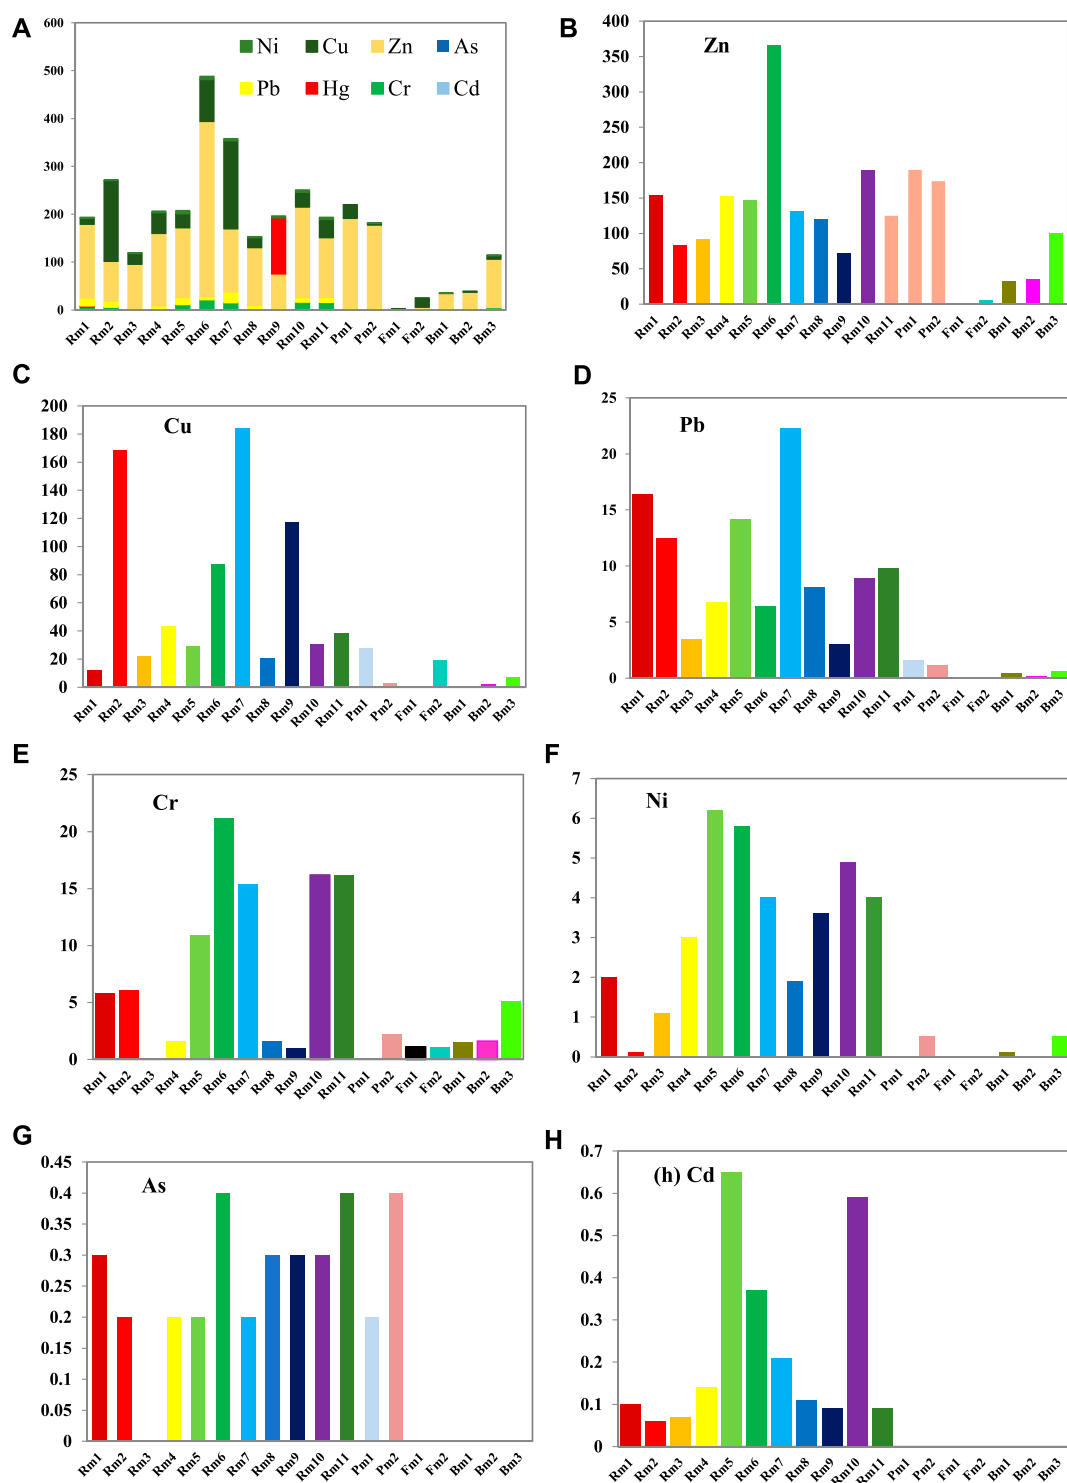 A
600
500
400
300
200
100
0
Ni Cu Zn As
Pb Hg Cr Cd
Rm1 Rm2 Rm3 Rm4 Rm5 Rm6 Rm7 Rm8 Rm9 Rm10 Rm11 Pm1 Pm2 Fm1 Fm2 Bm1 Bm2 Bm3
B
Zn
400
350
300
250
200
150
100
50
0
Rm1 Rm2 Rm3 Rm4 Rm5 Rm6 Rm7 Rm8 Rm9 Rm10 Rm11 Pm1 Pm2 Fm1 Fm2 Bm1 Bm2 Bm3
C
Cu
200
180
160
140
120
100
80
60
40
20
0
Rm1 Rm2 Rm3 Rm4 Rm5 Rm6 Rm7 Rm8 Rm9 Rm10 Rm11 Pm1 Pm2 Fm1 Fm2 Bm1 Bm2 Bm3
D
Pb
25
20
15
10
5
0
Rm1 Rm2 Rm3 Rm4 Rm5 Rm6 Rm7 Rm8 Rm9 Rm10 Rm11 Pm1 Pm2 Fm1 Fm2 Bm1 Bm2 Bm3
E
Cr
25
20
15
10
5
0
Rm1 Rm2 Rm3 Rm4 Rm5 Rm6 Rm7 Rm8 Rm9 Rm10 Rm11 Pm1 Pm2 Fm1 Fm2 Bm1 Bm2 Bm3
F
Ni
7
6
5
4
3
2
1
0
Rm1 Rm2 Rm3 Rm4 Rm5 Rm6 Rm7 Rm8 Rm9 Rm10 Rm11 Pm1 Pm2 Fm1 Fm2 Bm1 Bm2 Bm3
G
As
0.45
0.4
0.35
0.3
0.25
0.2
0.15
0.1
0.05
0
Rm1 Rm2 Rm3 Rm4 Rm5 Rm6 Rm7 Rm8 Rm9 Rm10 Rm11 Pm1 Pm2 Fm1 Fm2 Bm1 Bm2 Bm3
H
(h) Cd
0.7
0.6
0.5
0.4
0.3
0.2
0.1
0
Rm1 Rm2 Rm3 Rm4 Rm5 Rm6 Rm7 Rm8 Rm9 Rm10 Rm11 Pm1 Pm2 Fm1 Fm2 Bm1 Bm2 Bm3